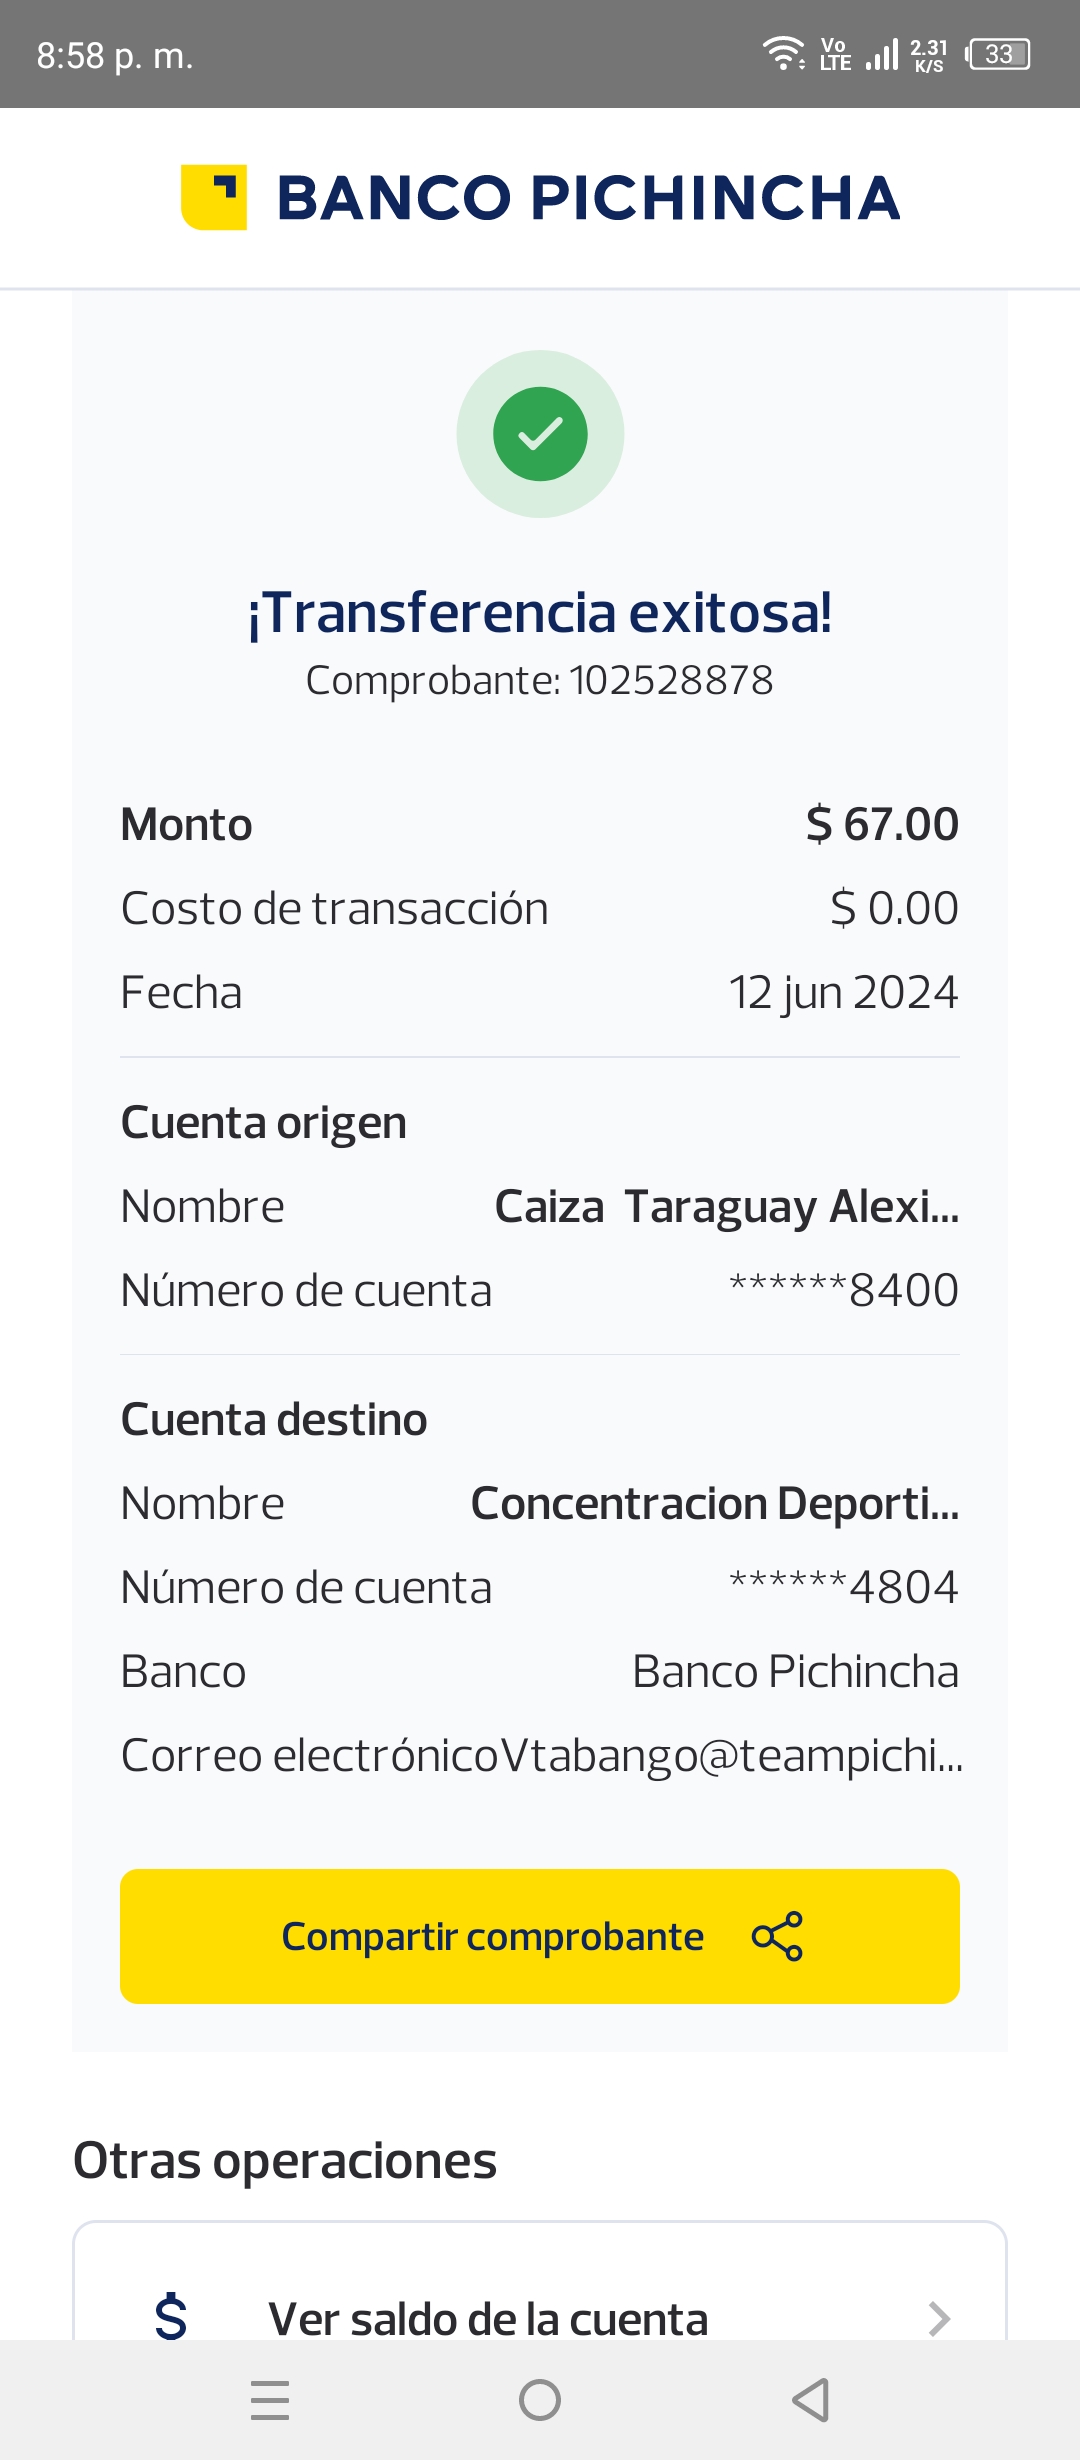 8:58 p. m.
Vo LTE
2.31 K/S
33
BANCO PICHINCHA
¡Transferencia exitosa!
Comprobante: 102528878
Monto $ 67.00
Costo de transacción $ 0.00
Fecha 12 jun 2024
Cuenta origen
Nombre Caiza  Taraguay Alexi...
Número de cuenta ******8400
Cuenta destino
Nombre Concentracion Deporti...
Número de cuenta ******4804
Banco Banco Pichincha
Correo electrónicoVtabango@teampichi...
Compartir comprobante
Otras operaciones
$ Ver saldo de la cuenta